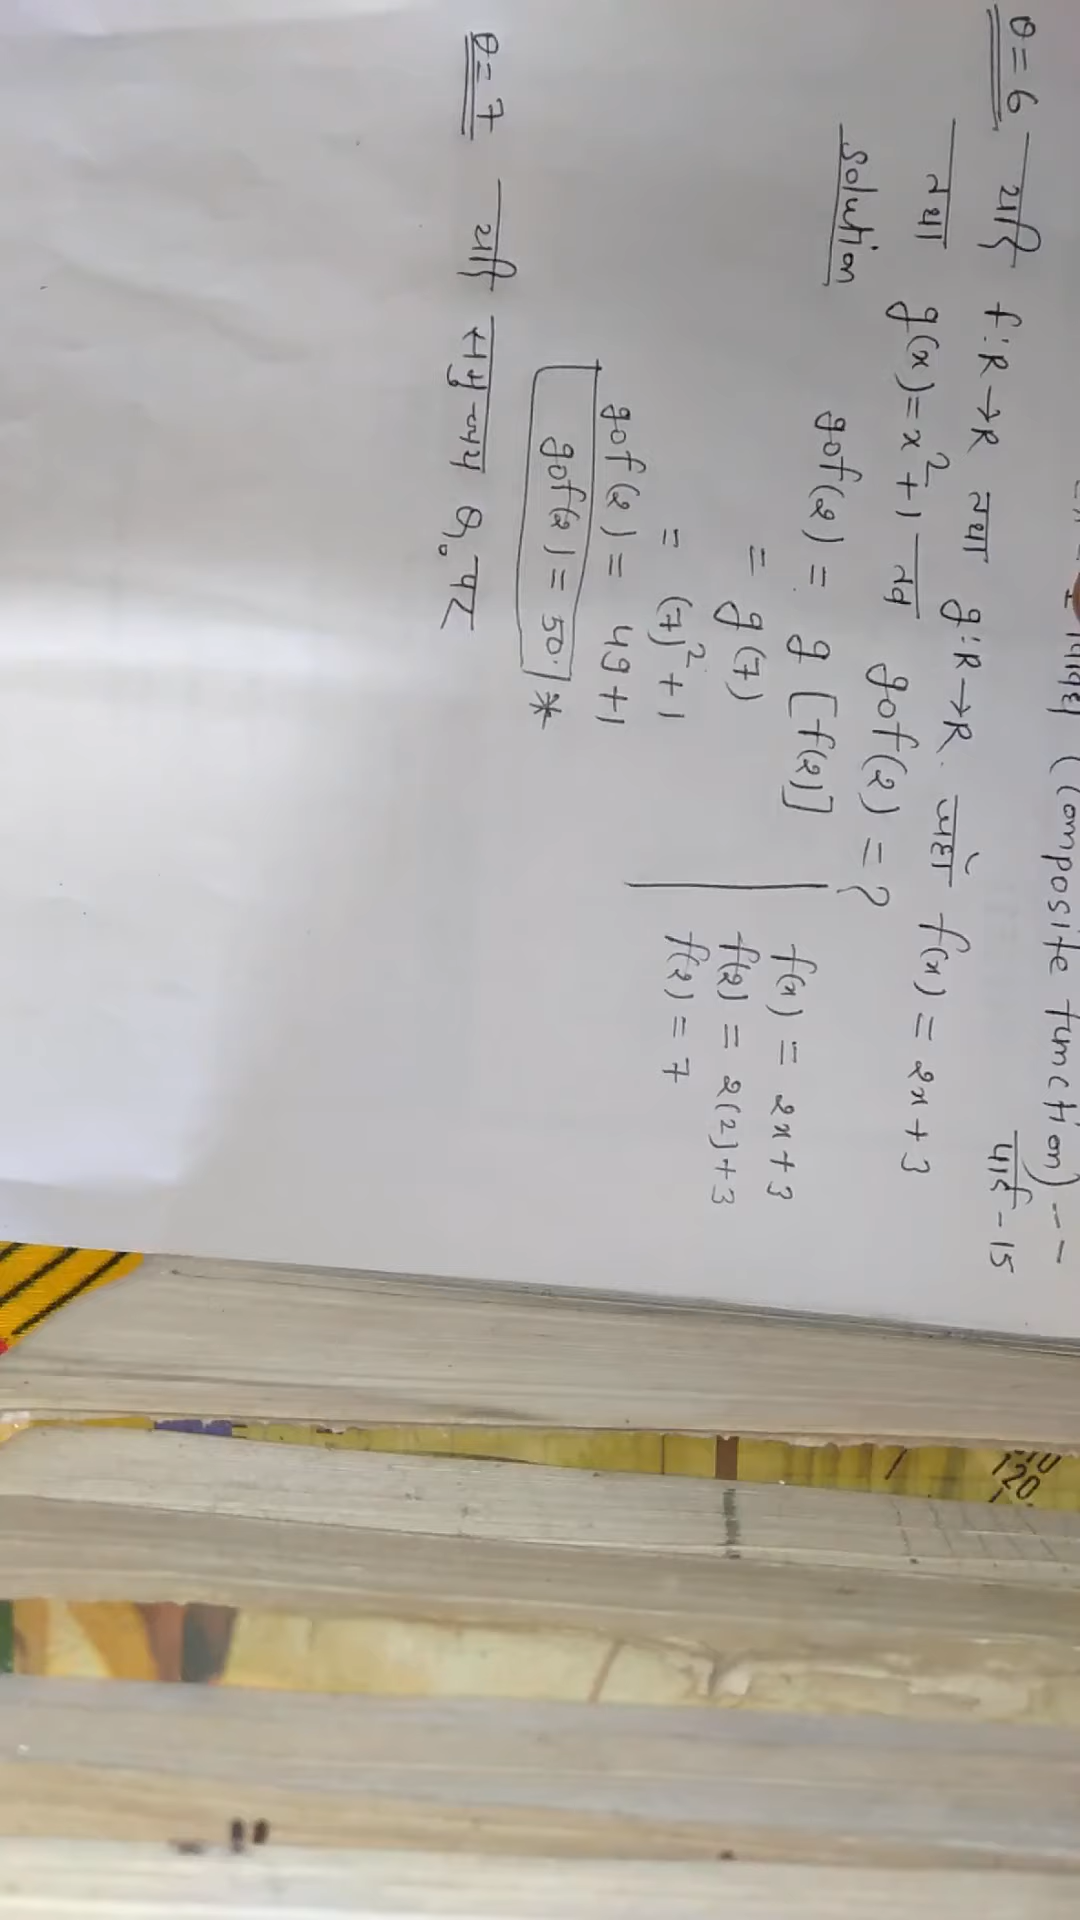 (Composite function) --
पार्ट - 15
θ = 6 यदि f : R → R तथा g : R → R. जहाँ f(x) = 2x + 3
तथा g(x) = x² + 1 तब gof(2) = ?
Solution gof(2) = g [f(2)]
= g(7)
= (7)² + 1
gof(2) = 49 + 1
gof(2) = 50. *
f(x) = 2x + 3
f(2) = 2(2) + 3
f(2) = 7
θ = 7 यदि समुच्चय Q. पर
120